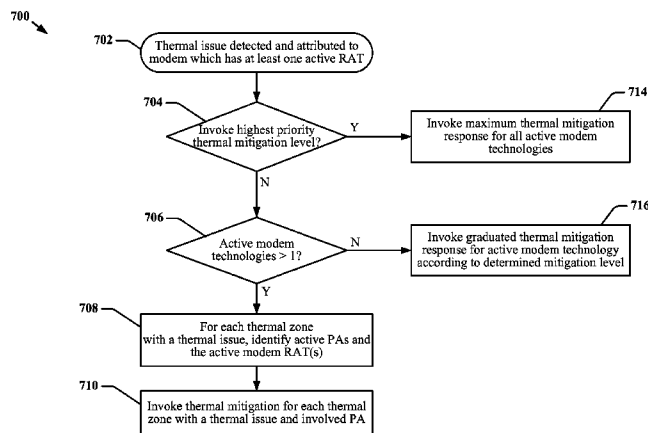 700
702
Thermal issue detected and attributed to
modem which has at least one active RAT
704
Invoke highest priority
thermal mitigation level?
Y
714
Invoke maximum thermal mitigation
response for all active modem
technologies
N
706
Active modem
technologies > 1?
N
716
Invoke graduated thermal mitigation
response for active modem technology
according to determined mitigation level
Y
708
For each thermal zone
with a thermal issue, identify active PAs and
the active modem RAT(s)
710
Invoke thermal mitigation for each thermal
zone with a thermal issue and involved PA